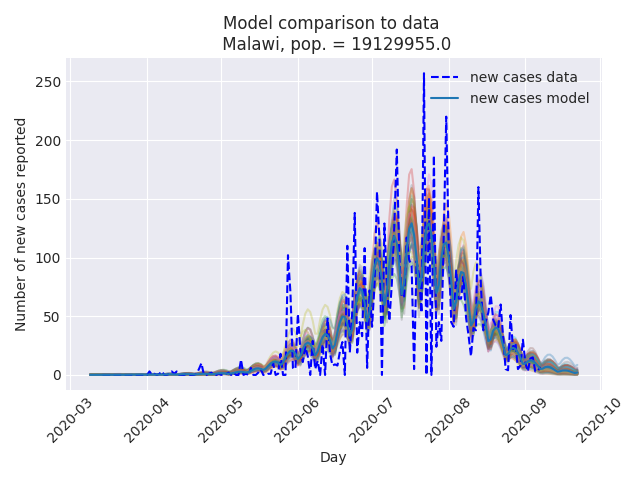 Model comparison to data
Malawi, pop. = 19129955.0
new cases data
new cases model
Number of new cases reported
250
200
150
100
50
0
2020-03
2020-04
2020-05
2020-06
2020-07
2020-08
2020-09
2020-10
Day